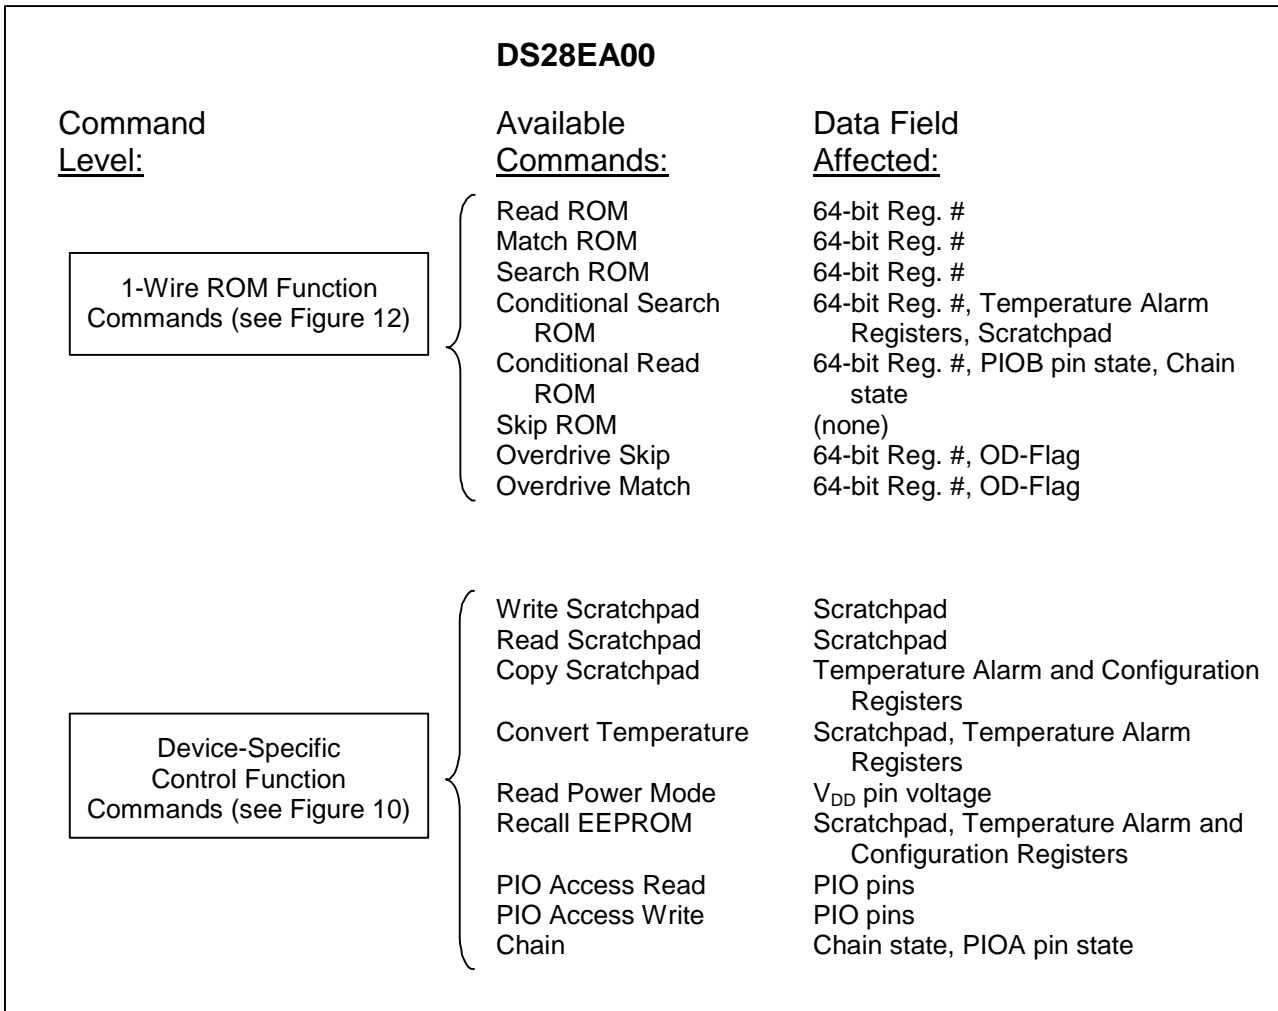 DS28EA00
Command Level:
Available Commands:
Data Field Affected:
1-Wire ROM Function
Commands (see Figure 12)
Read ROM 64-bit Reg. #
Match ROM 64-bit Reg. #
Search ROM 64-bit Reg. #
Conditional Search 64-bit Reg. #, Temperature Alarm
ROM Registers, Scratchpad
Conditional Read 64-bit Reg. #, PIOB pin state, Chain
ROM state
Skip ROM (none)
Overdrive Skip 64-bit Reg. #, OD-Flag
Overdrive Match 64-bit Reg. #, OD-Flag
Device-Specific
Control Function
Commands (see Figure 10)
Write Scratchpad Scratchpad
Read Scratchpad Scratchpad
Copy Scratchpad Temperature Alarm and Configuration
Registers
Convert Temperature Scratchpad, Temperature Alarm
Registers
Read Power Mode VDD pin voltage
Recall EEPROM Scratchpad, Temperature Alarm and
Configuration Registers
PIO Access Read PIO pins
PIO Access Write PIO pins
Chain Chain state, PIOA pin state